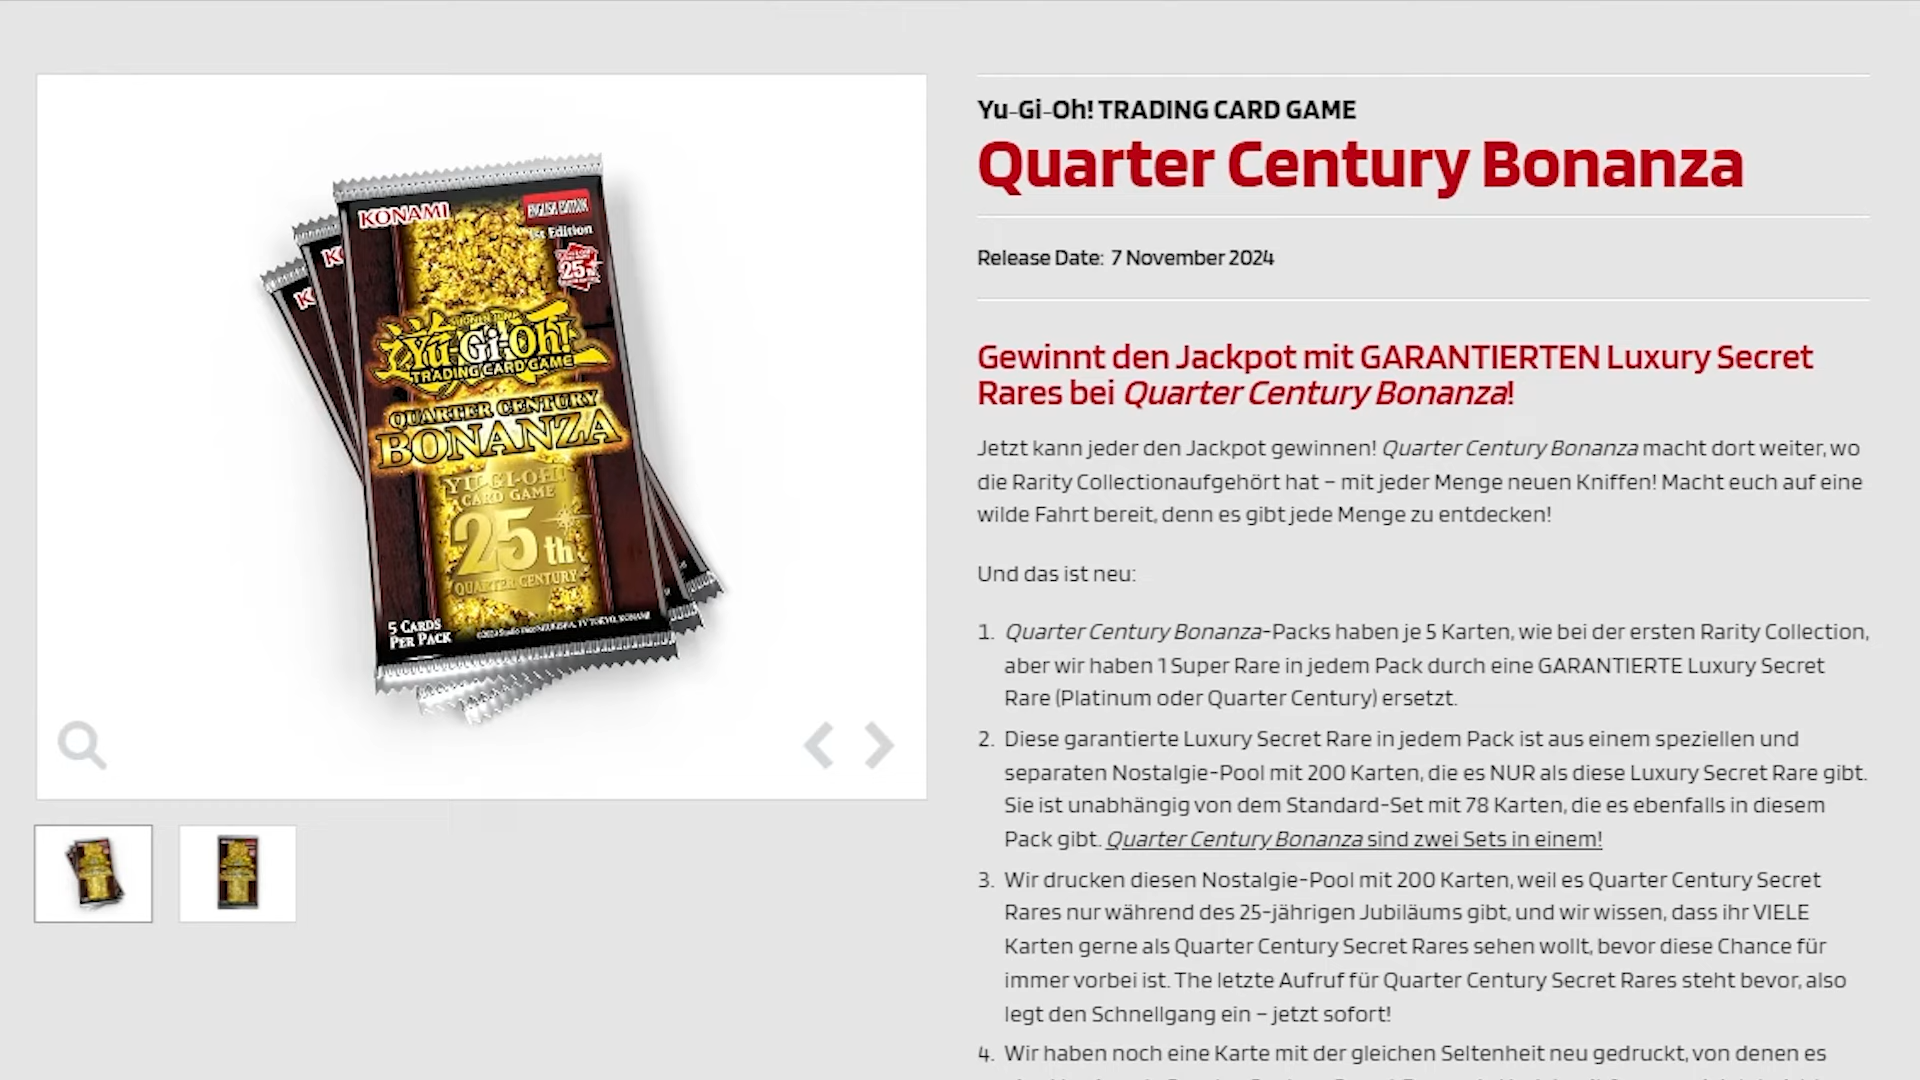 Yu-Gi-Oh! TRADING CARD GAME
Quarter Century Bonanza
Release Date: 7 November 2024
Gewinnt den Jackpot mit GARANTIERTEN Luxury Secret
Rares bei Quarter Century Bonanza!
Jetzt kann jeder den Jackpot gewinnen! Quarter Century Bonanza macht dort weiter, wo
die Rarity Collectionaufgehört hat – mit jeder Menge neuen Kniffen! Macht euch auf eine
wilde Fahrt bereit, denn es gibt jede Menge zu entdecken!
Und das ist neu:
1. Quarter Century Bonanza-Packs haben je 5 Karten, wie bei der ersten Rarity Collection,
aber wir haben 1 Super Rare in jedem Pack durch eine GARANTIERTE Luxury Secret
Rare (Platinum oder Quarter Century) ersetzt.
2. Diese garantierte Luxury Secret Rare in jedem Pack ist aus einem speziellen und
separaten Nostalgie-Pool mit 200 Karten, die es NUR als diese Luxury Secret Rare gibt.
Sie ist unabhängig von dem Standard-Set mit 78 Karten, die es ebenfalls in diesem
Pack gibt. Quarter Century Bonanza sind zwei Sets in einem!
3. Wir drucken diesen Nostalgie-Pool mit 200 Karten, weil es Quarter Century Secret
Rares nur während des 25-jährigen Jubiläums gibt, und wir wissen, dass ihr VIELE
Karten gerne als Quarter Century Secret Rares sehen wollt, bevor diese Chance für
immer vorbei ist. The letzte Aufruf für Quarter Century Secret Rares steht bevor, also
legt den Schnellgang ein – jetzt sofort!
4. Wir haben noch eine Karte mit der gleichen Seltenheit neu gedruckt, von denen es
KONAMI
ENGLISH EDITION
1st Edition
25th
Yu-Gi-Oh!
TRADING CARD GAME
QUARTER CENTURY
BONANZA
YU-GI-OH!
CARD GAME
25th
QUARTER CENTURY
5 CARDS
PER PACK